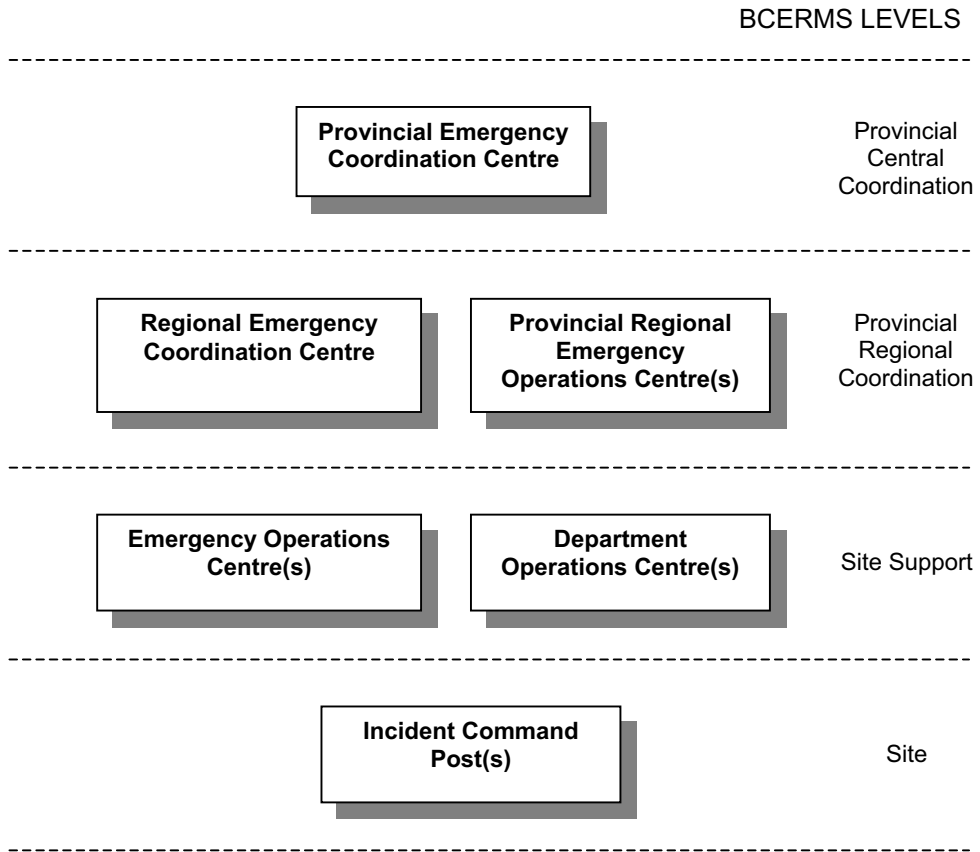 BCERMS LEVELS
Provincial Emergency
Coordination Centre
Provincial
Central
Coordination
Regional Emergency
Coordination Centre
Provincial Regional
Emergency
Operations Centre(s)
Provincial
Regional
Coordination
Emergency Operations
Centre(s)
Department
Operations Centre(s)
Site Support
Incident Command
Post(s)
Site